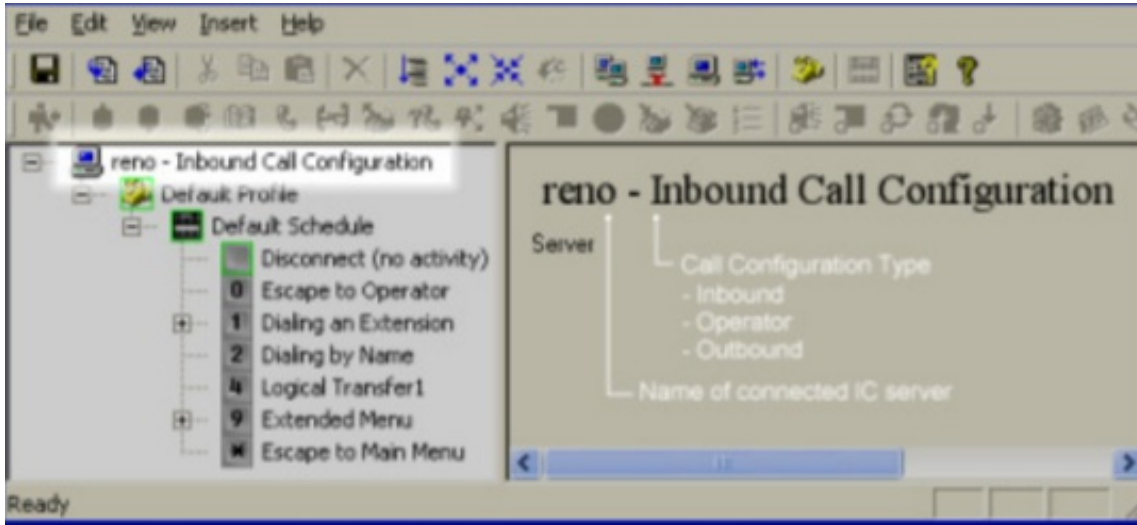 File Edit View Insert Help
reno - Inbound Call Configuration
Default Profile
Default Schedule
Disconnect (no activity)
0 Escape to Operator
1 Dialing an Extension
2 Dialing by Name
4 Logical Transfer1
9 Extended Menu
* Escape to Main Menu
reno - Inbound Call Configuration
Server
Call Configuration Type
- Inbound
- Operator
- Outbound
Name of connected IC server
Ready